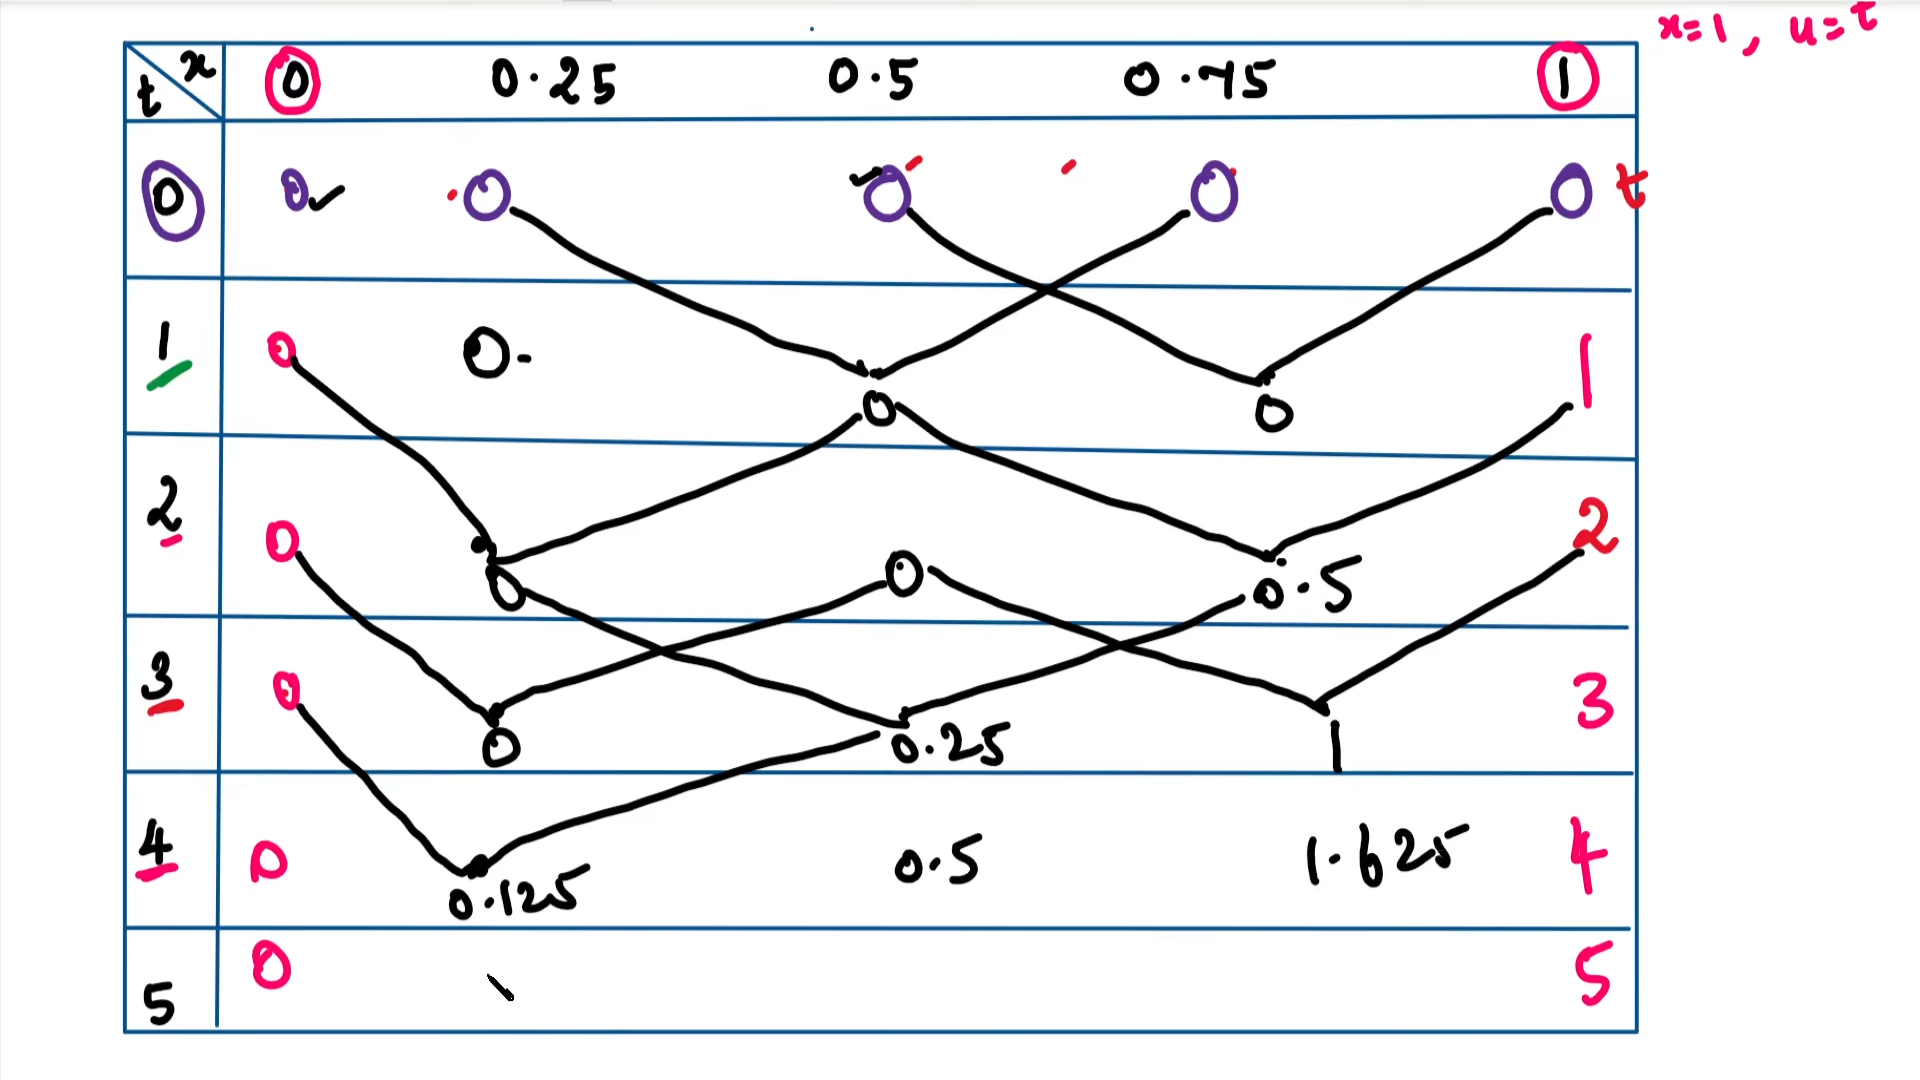 x=1, u=t
t x 0 0.25 0.5 0.75 1
0 0 0 0 0 0 t
1 0 0 0 0 1
2 0 0 0 0.5 2
3 0 0 0.25 1 3
4 0 0.125 0.5 1.625 4
5 0 5